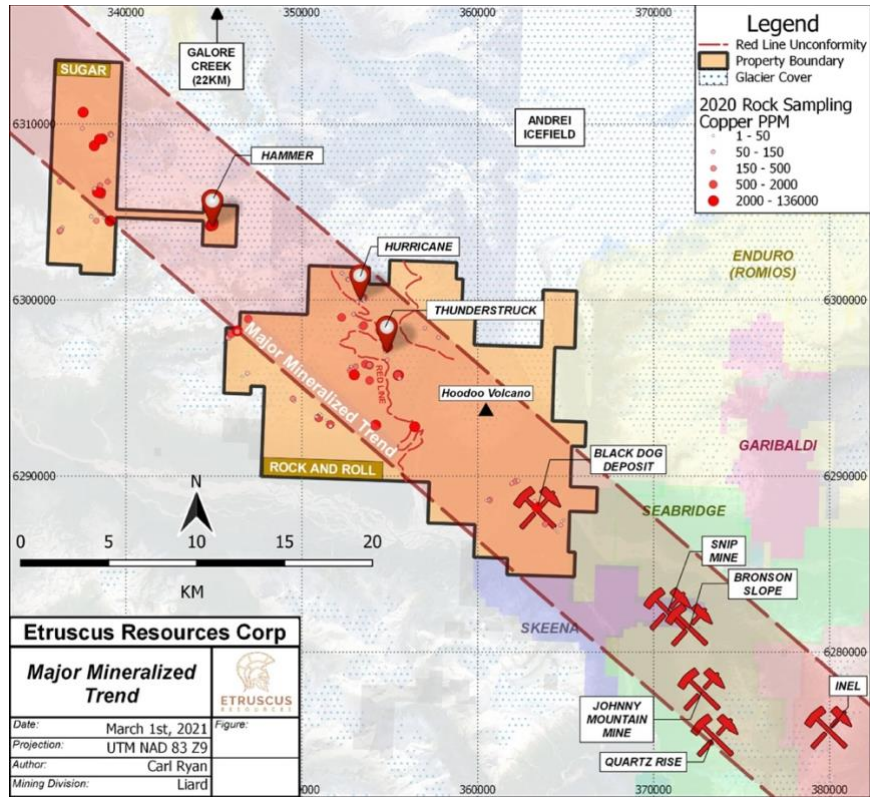 340000
350000
360000
370000
GALORE
CREEK
(22KM)
SUGAR
6310000
HAMMER
ANDREI
ICEFIELD
Legend
Red Line Unconformity
Property Boundary
Glacier Cover
2020 Rock Sampling
Copper PPM
1 - 50
50 - 150
150 - 500
500 - 2000
2000 - 136000
HURRICANE
ENDURO
(ROMIOS)
6300000
6300000
THUNDERSTRUCK
Major Mineralized Trend
RED LINE
Hoodoo Volcano
GARIBALDI
BLACK DOG
DEPOSIT
ROCK AND ROLL
6290000
6290000
SEABRIDGE
N
SNIP
MINE
BRONSON
SLOPE
0 5 10 15 20
KM
SKEENA
6280000
INEL
JOHNNY
MOUNTAIN
MINE
QUARTZ RISE
Etruscus Resources Corp
Major Mineralized
Trend
ETRUSCUS
RESOURCES
Date: March 1st, 2021
Figure:
Projection: UTM NAD 83 Z9
Author: Carl Ryan
Mining Division: Liard
360000
370000
380000